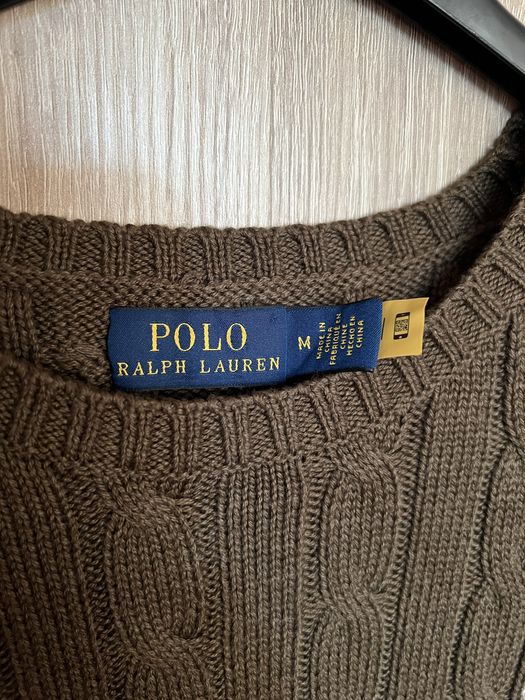 POLO
RALPH LAUREN
M
MADE IN
CHINA
FABRIQUÉ EN
CHINE
HECHO EN
CHINA